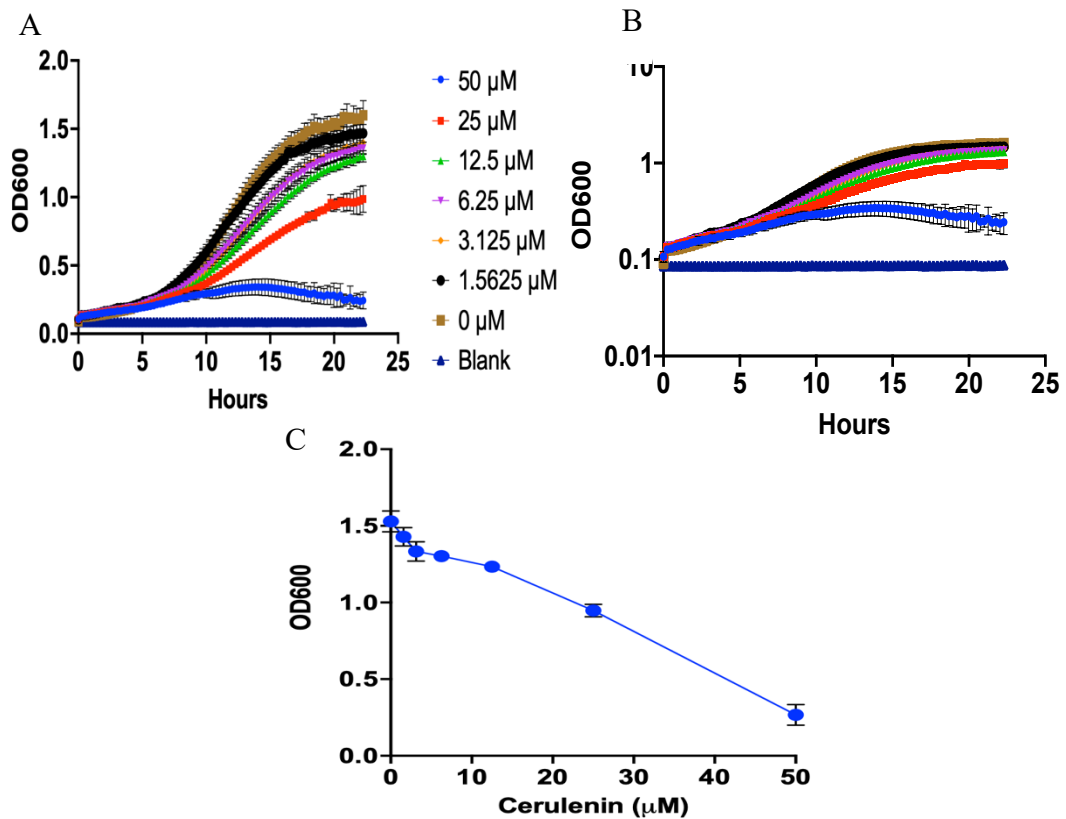 A
2.0
1.5
1.0
0.5
0.0
OD600
0 5 10 15 20 25
Hours
50 µM
25 µM
12.5 µM
6.25 µM
3.125 µM
1.5625 µM
0 µM
Blank
B
10
1
0.1
0.01
OD600
0 5 10 15 20 25
Hours
C
2.0
1.5
1.0
0.5
0.0
OD600
0 10 20 30 40 50
Cerulenin (µM)